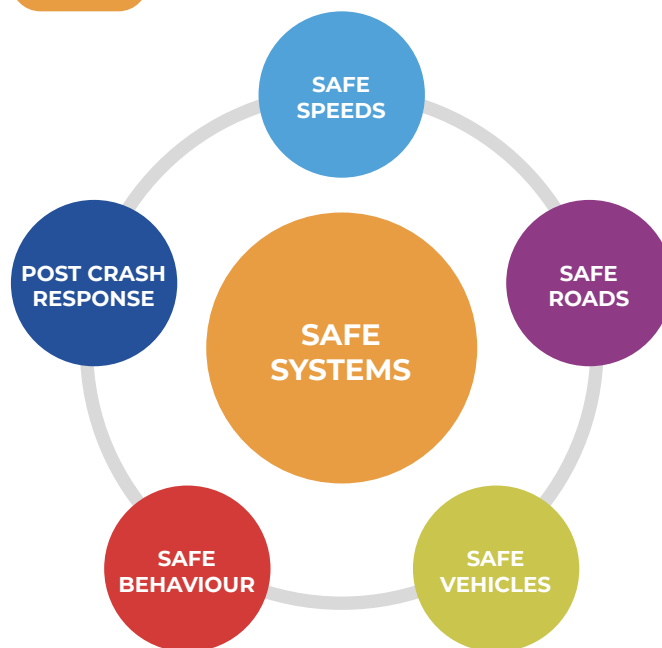 SAFE
SPEEDS
POST CRASH
RESPONSE
SAFE
ROADS
SAFE
SYSTEMS
SAFE
BEHAVIOUR
SAFE
VEHICLES